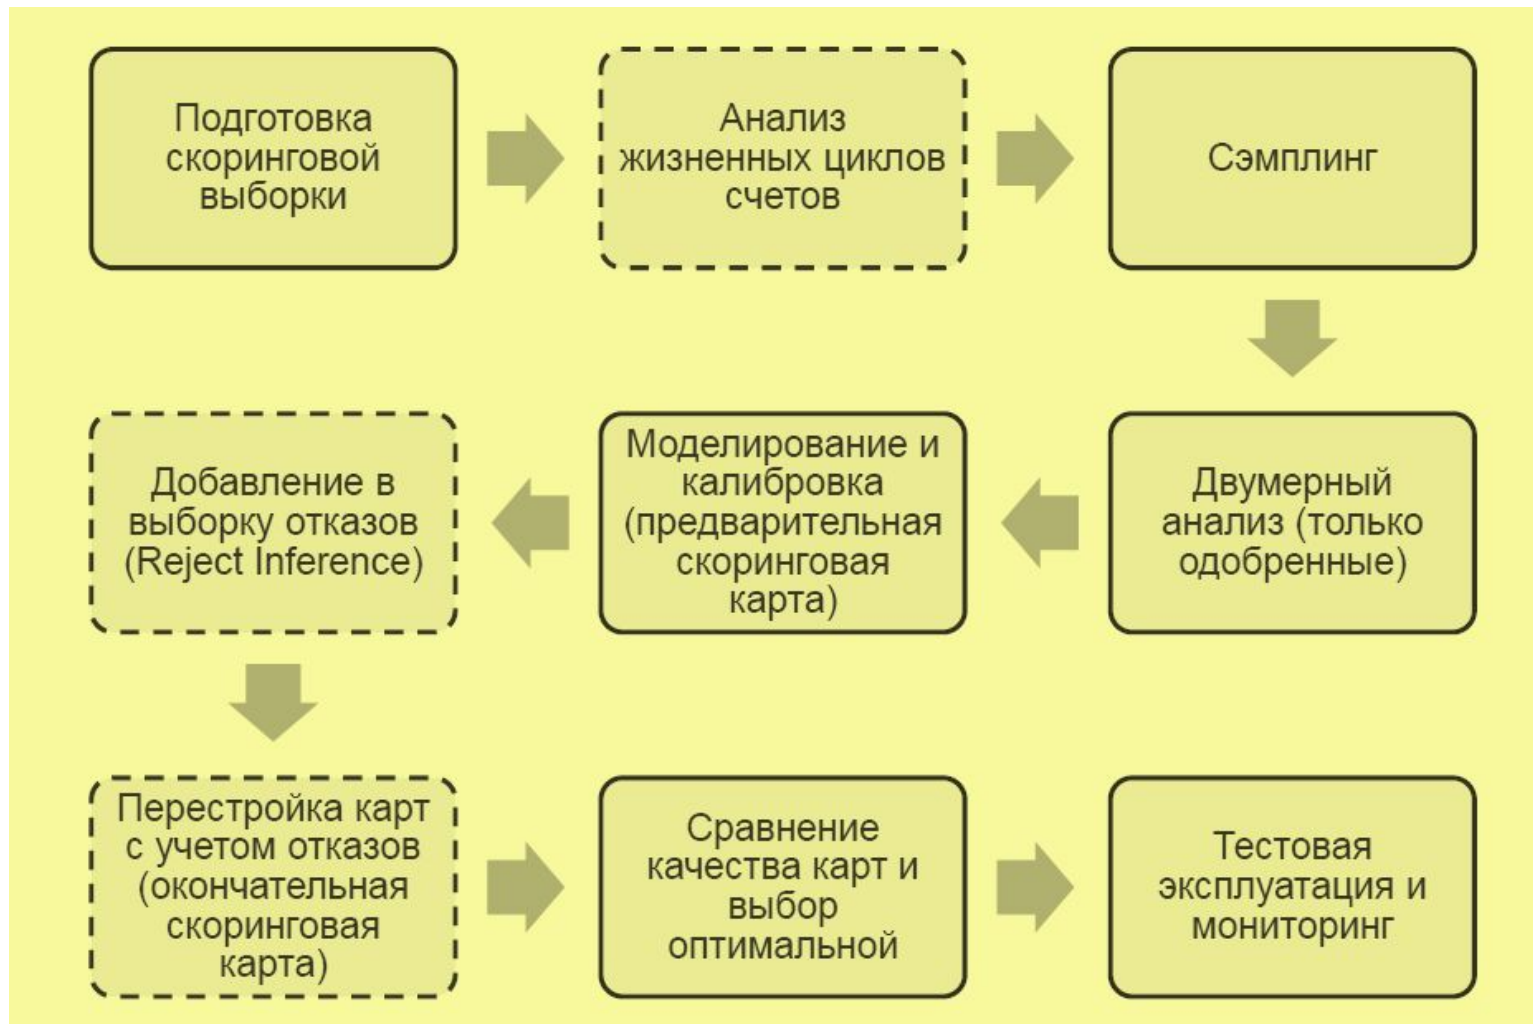 Подготовка
скоринговой
выборки
Анализ
жизненных циклов
счетов
Сэмплинг
Двумерный
анализ (только
одобренные)
Моделирование и
калибровка
(предварительная
скоринговая
карта)
Добавление в
выборку отказов
(Reject Inference)
Перестройка карт
с учетом отказов
(окончательная
скоринговая
карта)
Сравнение
качества карт и
выбор
оптимальной
Тестовая
эксплуатация и
мониторинг